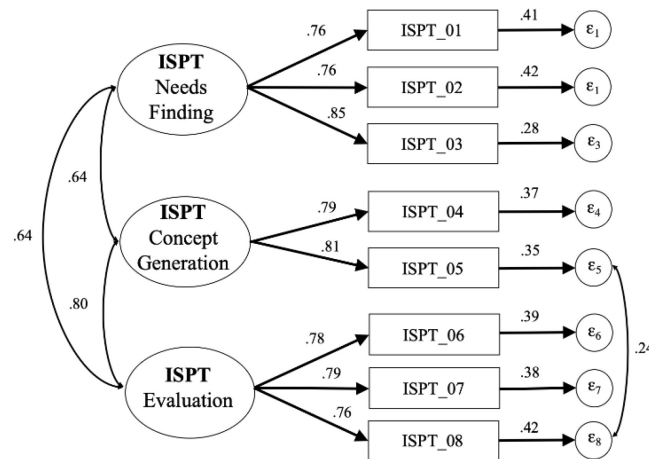 .76 ISPT_01 .41 ε1
ISPT
Needs
Finding
.76 ISPT_02 .42 ε1
.85 ISPT_03 .28 ε3
.64
.64
ISPT
Concept
Generation
.79 ISPT_04 .37 ε4
.81 ISPT_05 .35 ε5
.80
ISPT
Evaluation
.78 ISPT_06 .39 ε6
.79 ISPT_07 .38 ε7
.76 ISPT_08 .42 ε8
.24